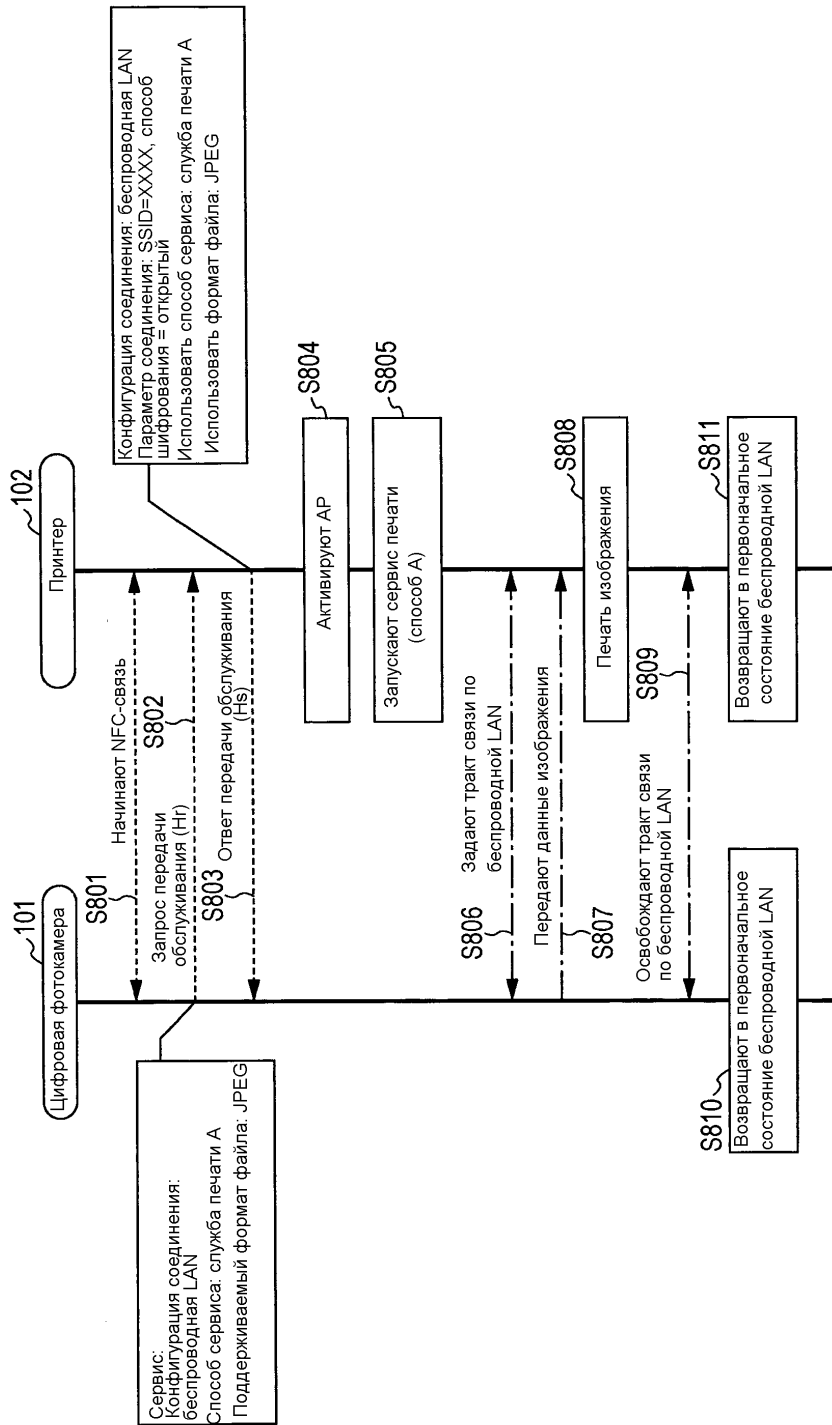 101
Цифровая фотокамера
102
Принтер
Сервис:
Конфигурация соединения:
беспроводная LAN
Способ сервиса: служба печати A
Поддерживаемый формат файла: JPEG
Конфигурация соединения: беспроводная LAN
Параметр соединения: SSID=XXXX, способ
шифрования = открытый
Использовать способ сервиса: служба печати A
Использовать формат файла: JPEG
S801
Начинают NFC-связь
Запрос передачи
обслуживания (Hr)
S802
S803
Ответ передачи обслуживания
(Hs)
Активируют AP
S804
Запускают сервис печати
(способ A)
S805
Задают тракт связи по
беспроводной LAN
S806
Передают данные изображения
S807
Печать изображения
S808
Освобождают тракт связи
по беспроводной LAN
S809
S810
Возвращают в первоначальное
состояние беспроводной LAN
Возвращают в первоначальное
состояние беспроводной LAN
S811